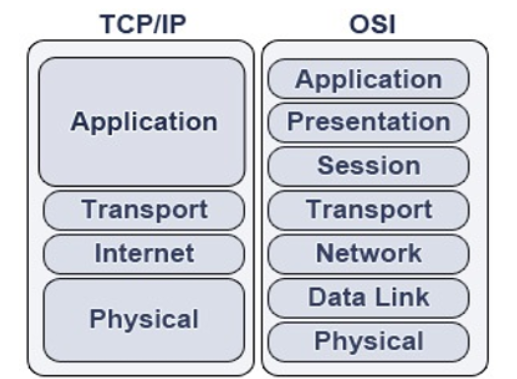 TCP/IP
Application
Transport
Internet
Physical
OSI
Application
Presentation
Session
Transport
Network
Data Link
Physical